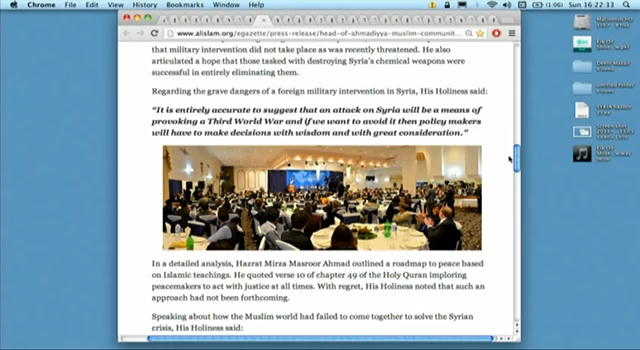 Chrome File Edit View History Bookmarks Window Help
(1:06) Sun 16:22:33
www.alislam.org/egazette/press-release/head-of-ahmadiyya-muslim-communit...
that military intervention did not take place as was recently threatened. He also
articulated a hope that those tasked with destroying Syria's chemical weapons were
successful in entirely eliminating them.
Regarding the grave dangers of a foreign military intervention in Syria, His Holiness said:
"It is entirely accurate to suggest that an attack on Syria will be a means of
provoking a Third World War and if we want to avoid it then policy makers
will have to make decisions with wisdom and with great consideration."
In a detailed analysis, Hazrat Mirza Masroor Ahmad outlined a roadmap to peace based
on Islamic teachings. He quoted verse 10 of chapter 49 of the Holy Quran imploring
peacemakers to act with justice at all times. With regret, His Holiness noted that such an
approach had not been forthcoming.
Speaking about how the Muslim world had failed to come together to solve the Syrian
crisis, His Holiness said: